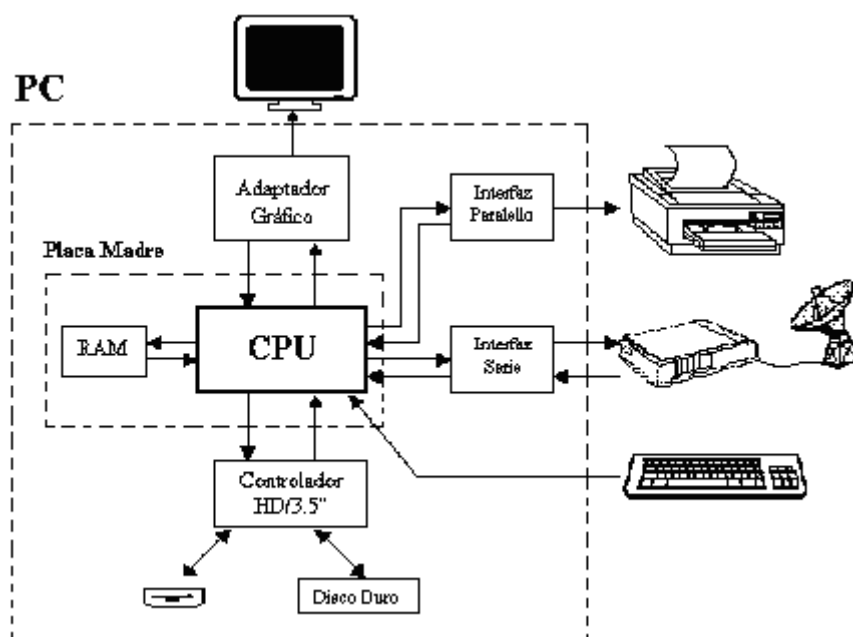 PC
Adaptador
Gráfico
Interfaz
Paralello
Placa Madre
RAM
CPU
Interfaz
Serie
Controlador
HD/3.5"
Disco Duro